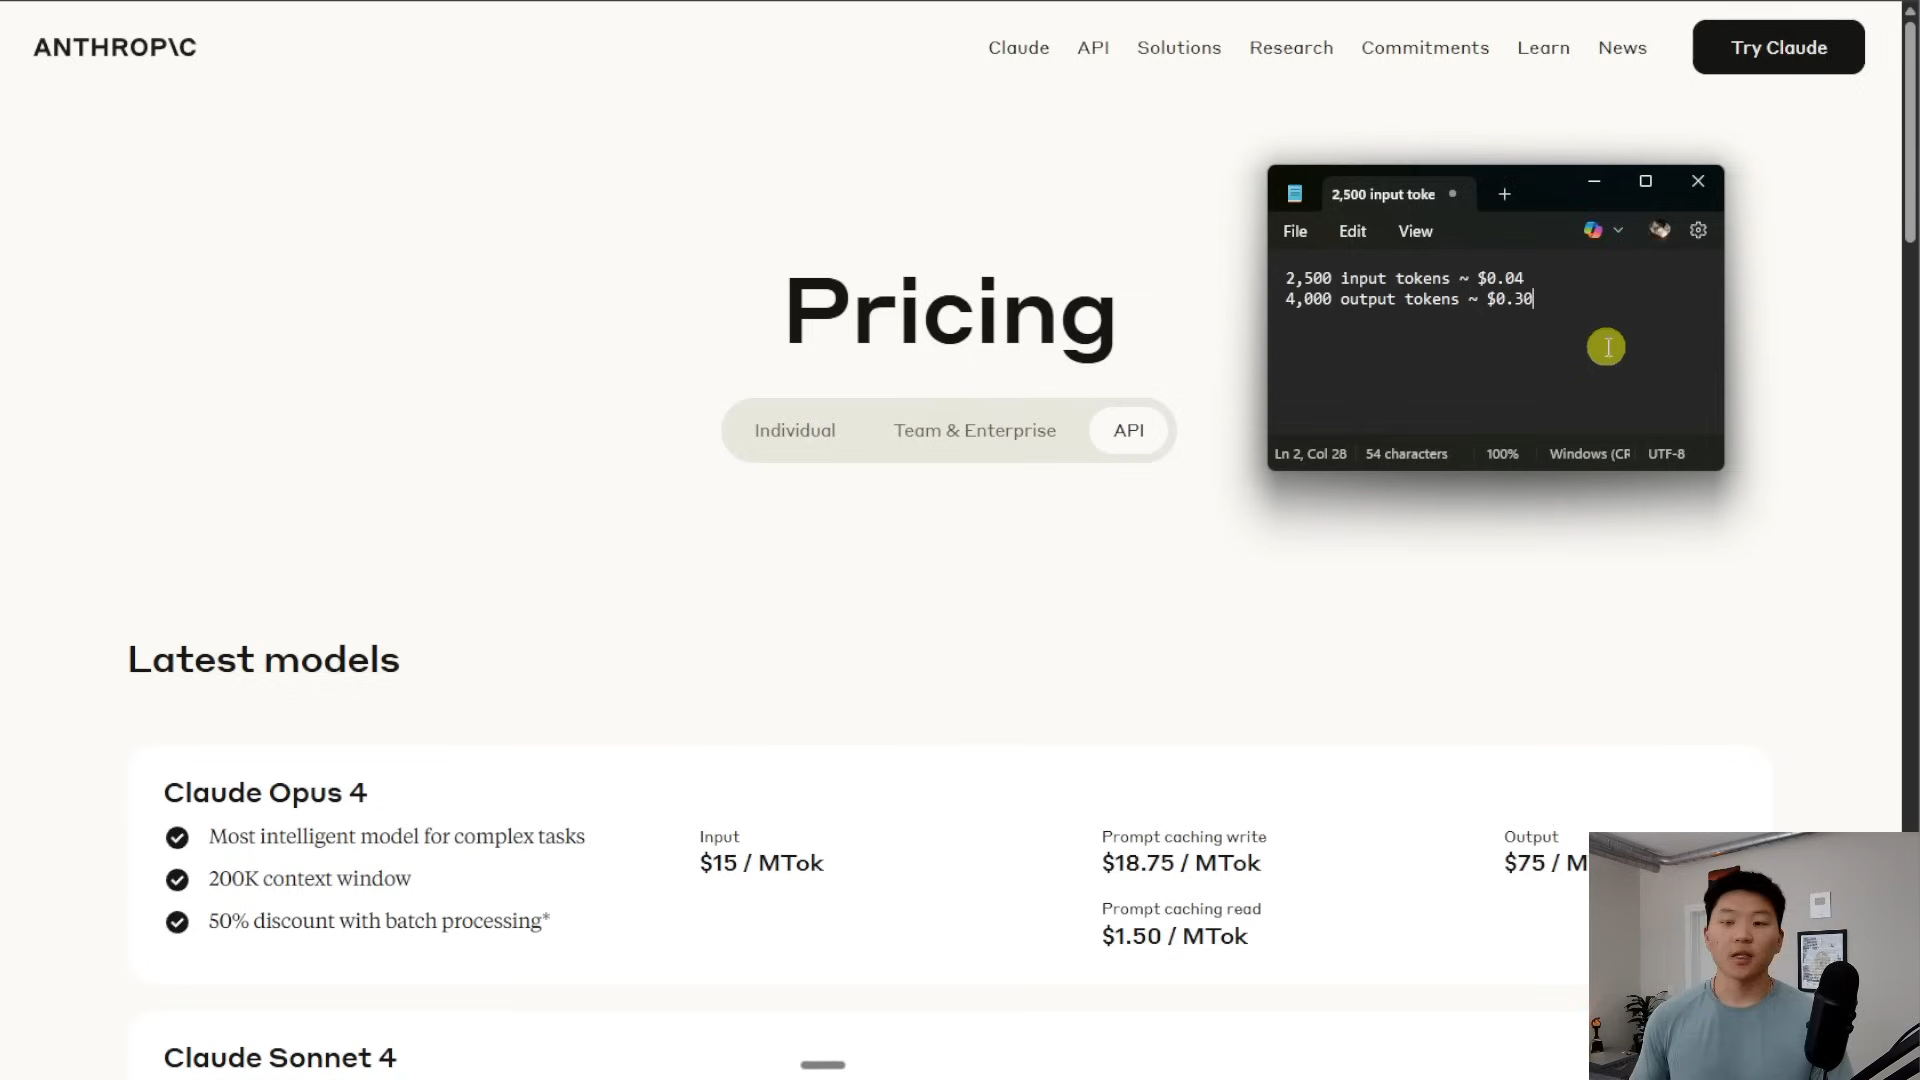 ANTHROP\C
Claude API Solutions Research Commitments Learn News Try Claude
2,500 input toke
File Edit View
2,500 input tokens ~ $0.04
4,000 output tokens ~ $0.30
Ln 2, Col 28 54 characters 100% Windows (CR UTF-8
Pricing
Individual Team & Enterprise API
Latest models
Claude Opus 4
Most intelligent model for complex tasks
200K context window
50% discount with batch processing*
Input
$15 / MTok
Prompt caching write
$18.75 / MTok
Prompt caching read
$1.50 / MTok
Output
$75 / M
Claude Sonnet 4